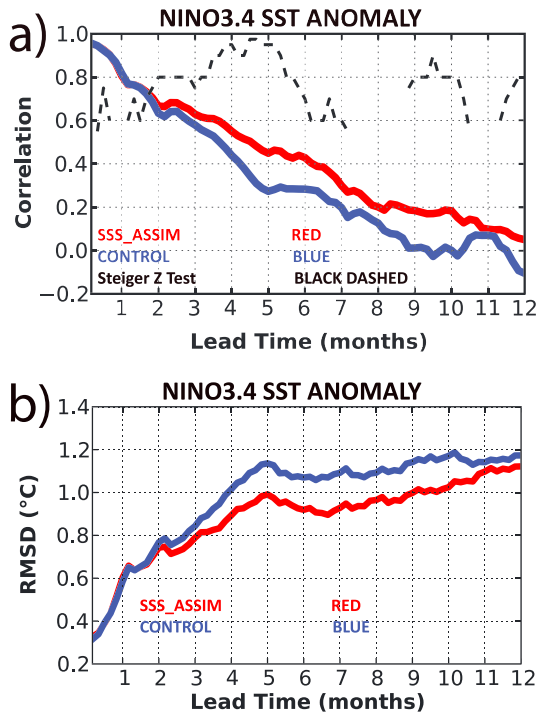 a)
NINO3.4 SST ANOMALY
Correlation
1.0
0.8
0.6
0.4
0.2
0.0
−0.2
SSS_ASSIM RED
CONTROL BLUE
Steiger Z Test BLACK DASHED
1 2 3 4 5 6 7 8 9 10 11 12
Lead Time (months)
b)
NINO3.4 SST ANOMALY
RMSD (°C)
1.4
1.2
1.0
0.8
0.6
0.4
0.2
SSS_ASSIM RED
CONTROL BLUE
1 2 3 4 5 6 7 8 9 10 11 12
Lead Time (months)